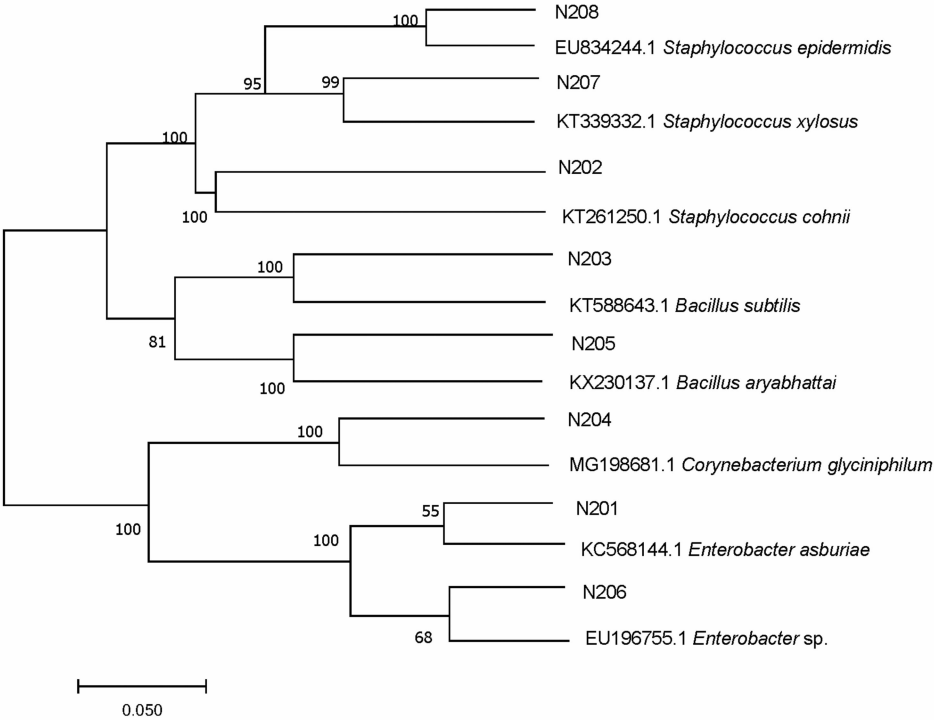 100 N208
EU834244.1 Staphylococcus epidermidis
95 99 N207
KT339332.1 Staphylococcus xylosus
100
N202
100 KT261250.1 Staphylococcus cohnii
100 N203
KT588643.1 Bacillus subtilis
81 N205
100 KX230137.1 Bacillus aryabhattai
100 N204
MG198681.1 Corynebacterium glyciniphilum
55 N201
100 100 KC568144.1 Enterobacter asburiae
N206
68 EU196755.1 Enterobacter sp.
0.050